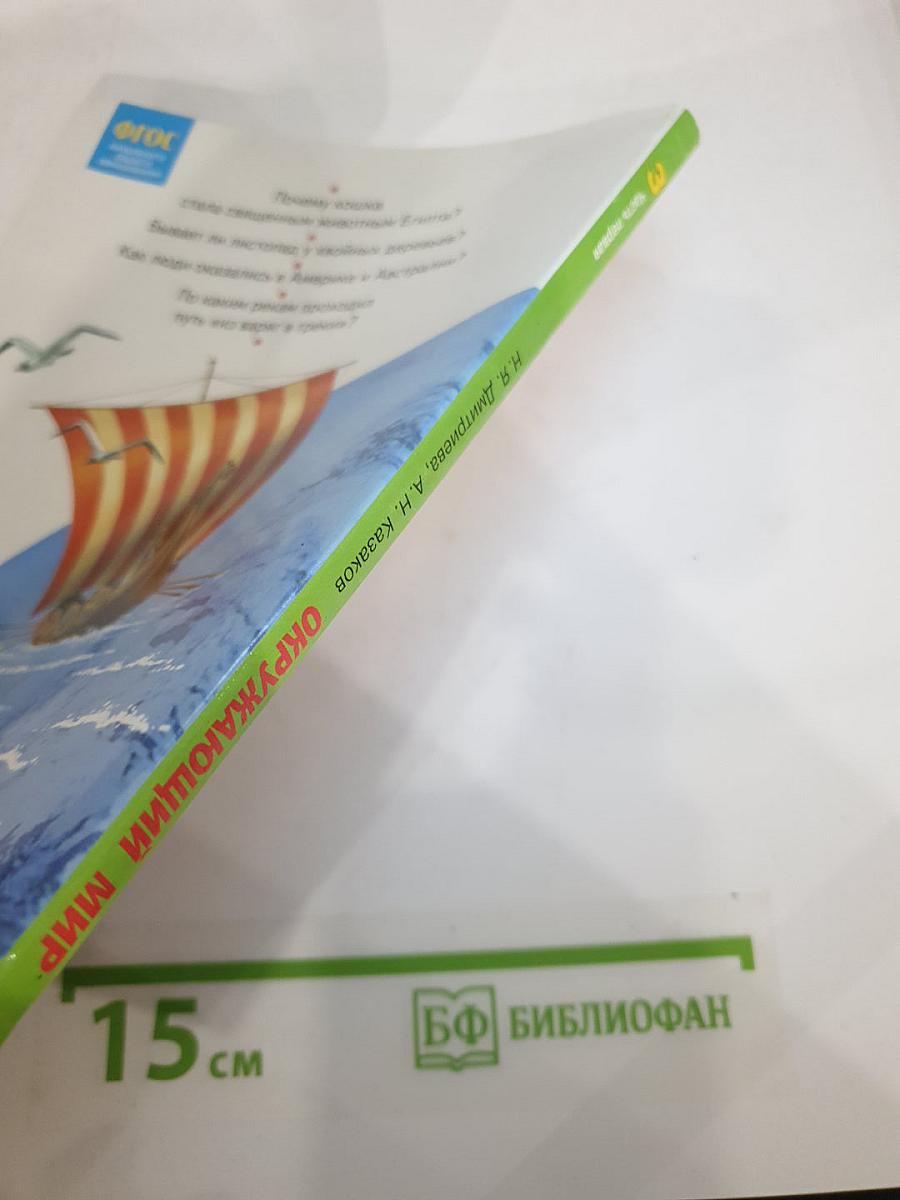 ФГОС
Почему кошка
стала священным животным Египта?
Бывает ли листопад у хвойных деревьев?
Как люди оказались в Америке и Австралии?
По каким рекам проходил
путь «из варяг в греки»?
3
часть первая
Н. Я. Дмитриева, А. Н. Казаков
ОКРУЖАЮЩИЙ МИР
15 см
БФ БИБЛИОФАН